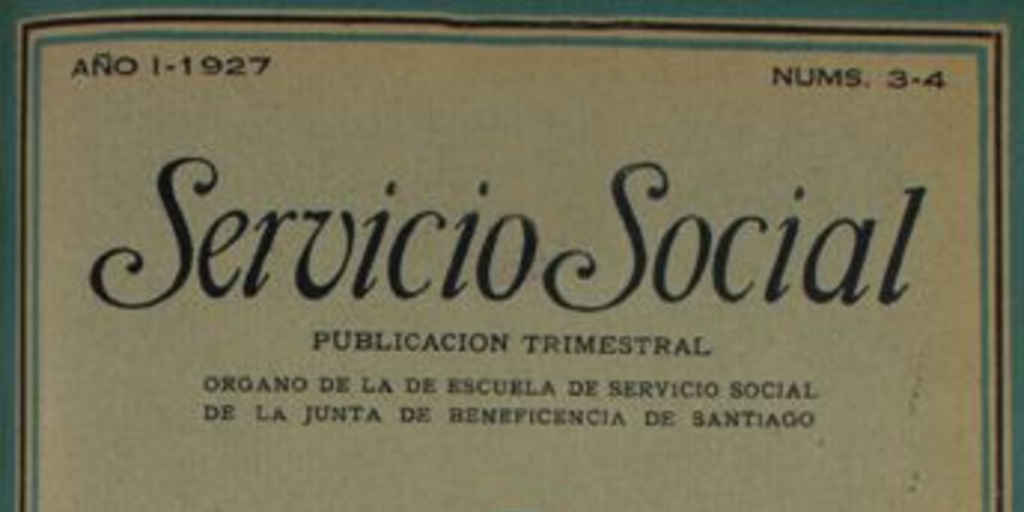 AÑO I-1927
NUMS. 3-4
Servicio Social
PUBLICACION TRIMESTRAL
ORGANO DE LA DE ESCUELA DE SERVICIO SOCIAL
DE LA JUNTA DE BENEFICENCIA DE SANTIAGO